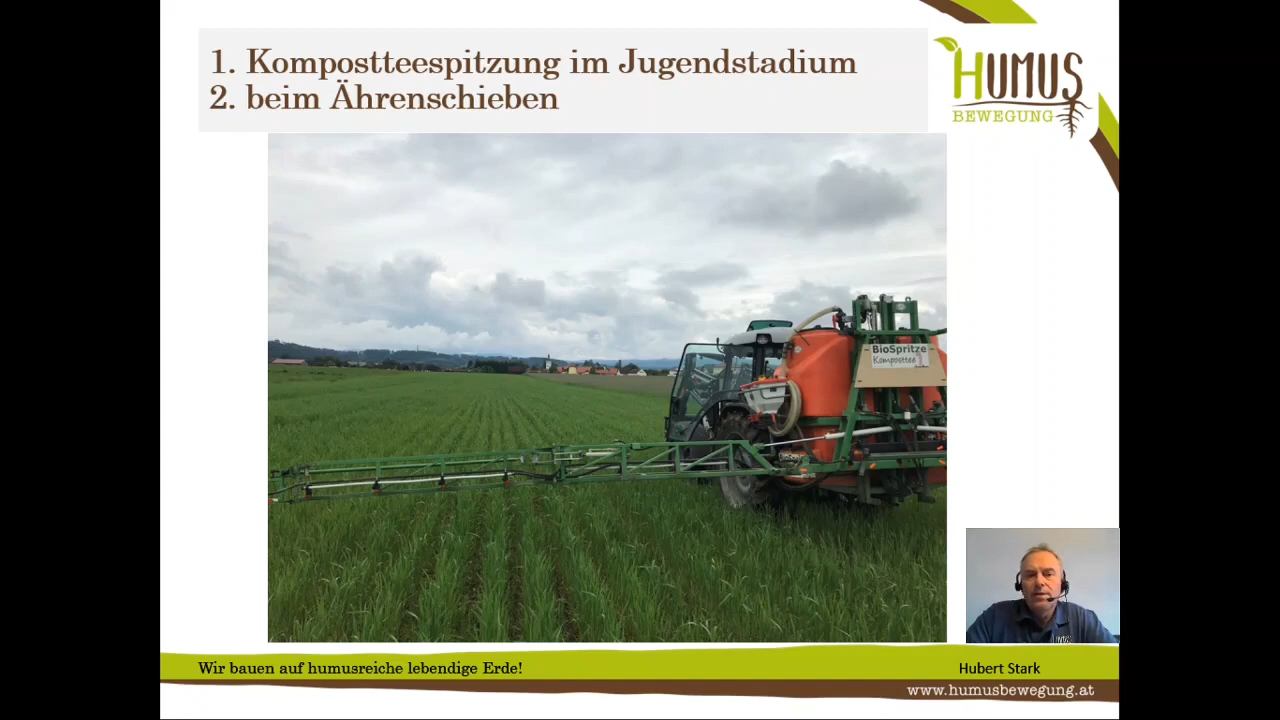 1. Kompostteespitzung im Jugendstadium
2. beim Ährenschieben
HUMUS
BEWEGUNG
BioSpritze
Komposttee
Wir bauen auf humusreiche lebendige Erde!
Hubert Stark
www.humusbewegung.at